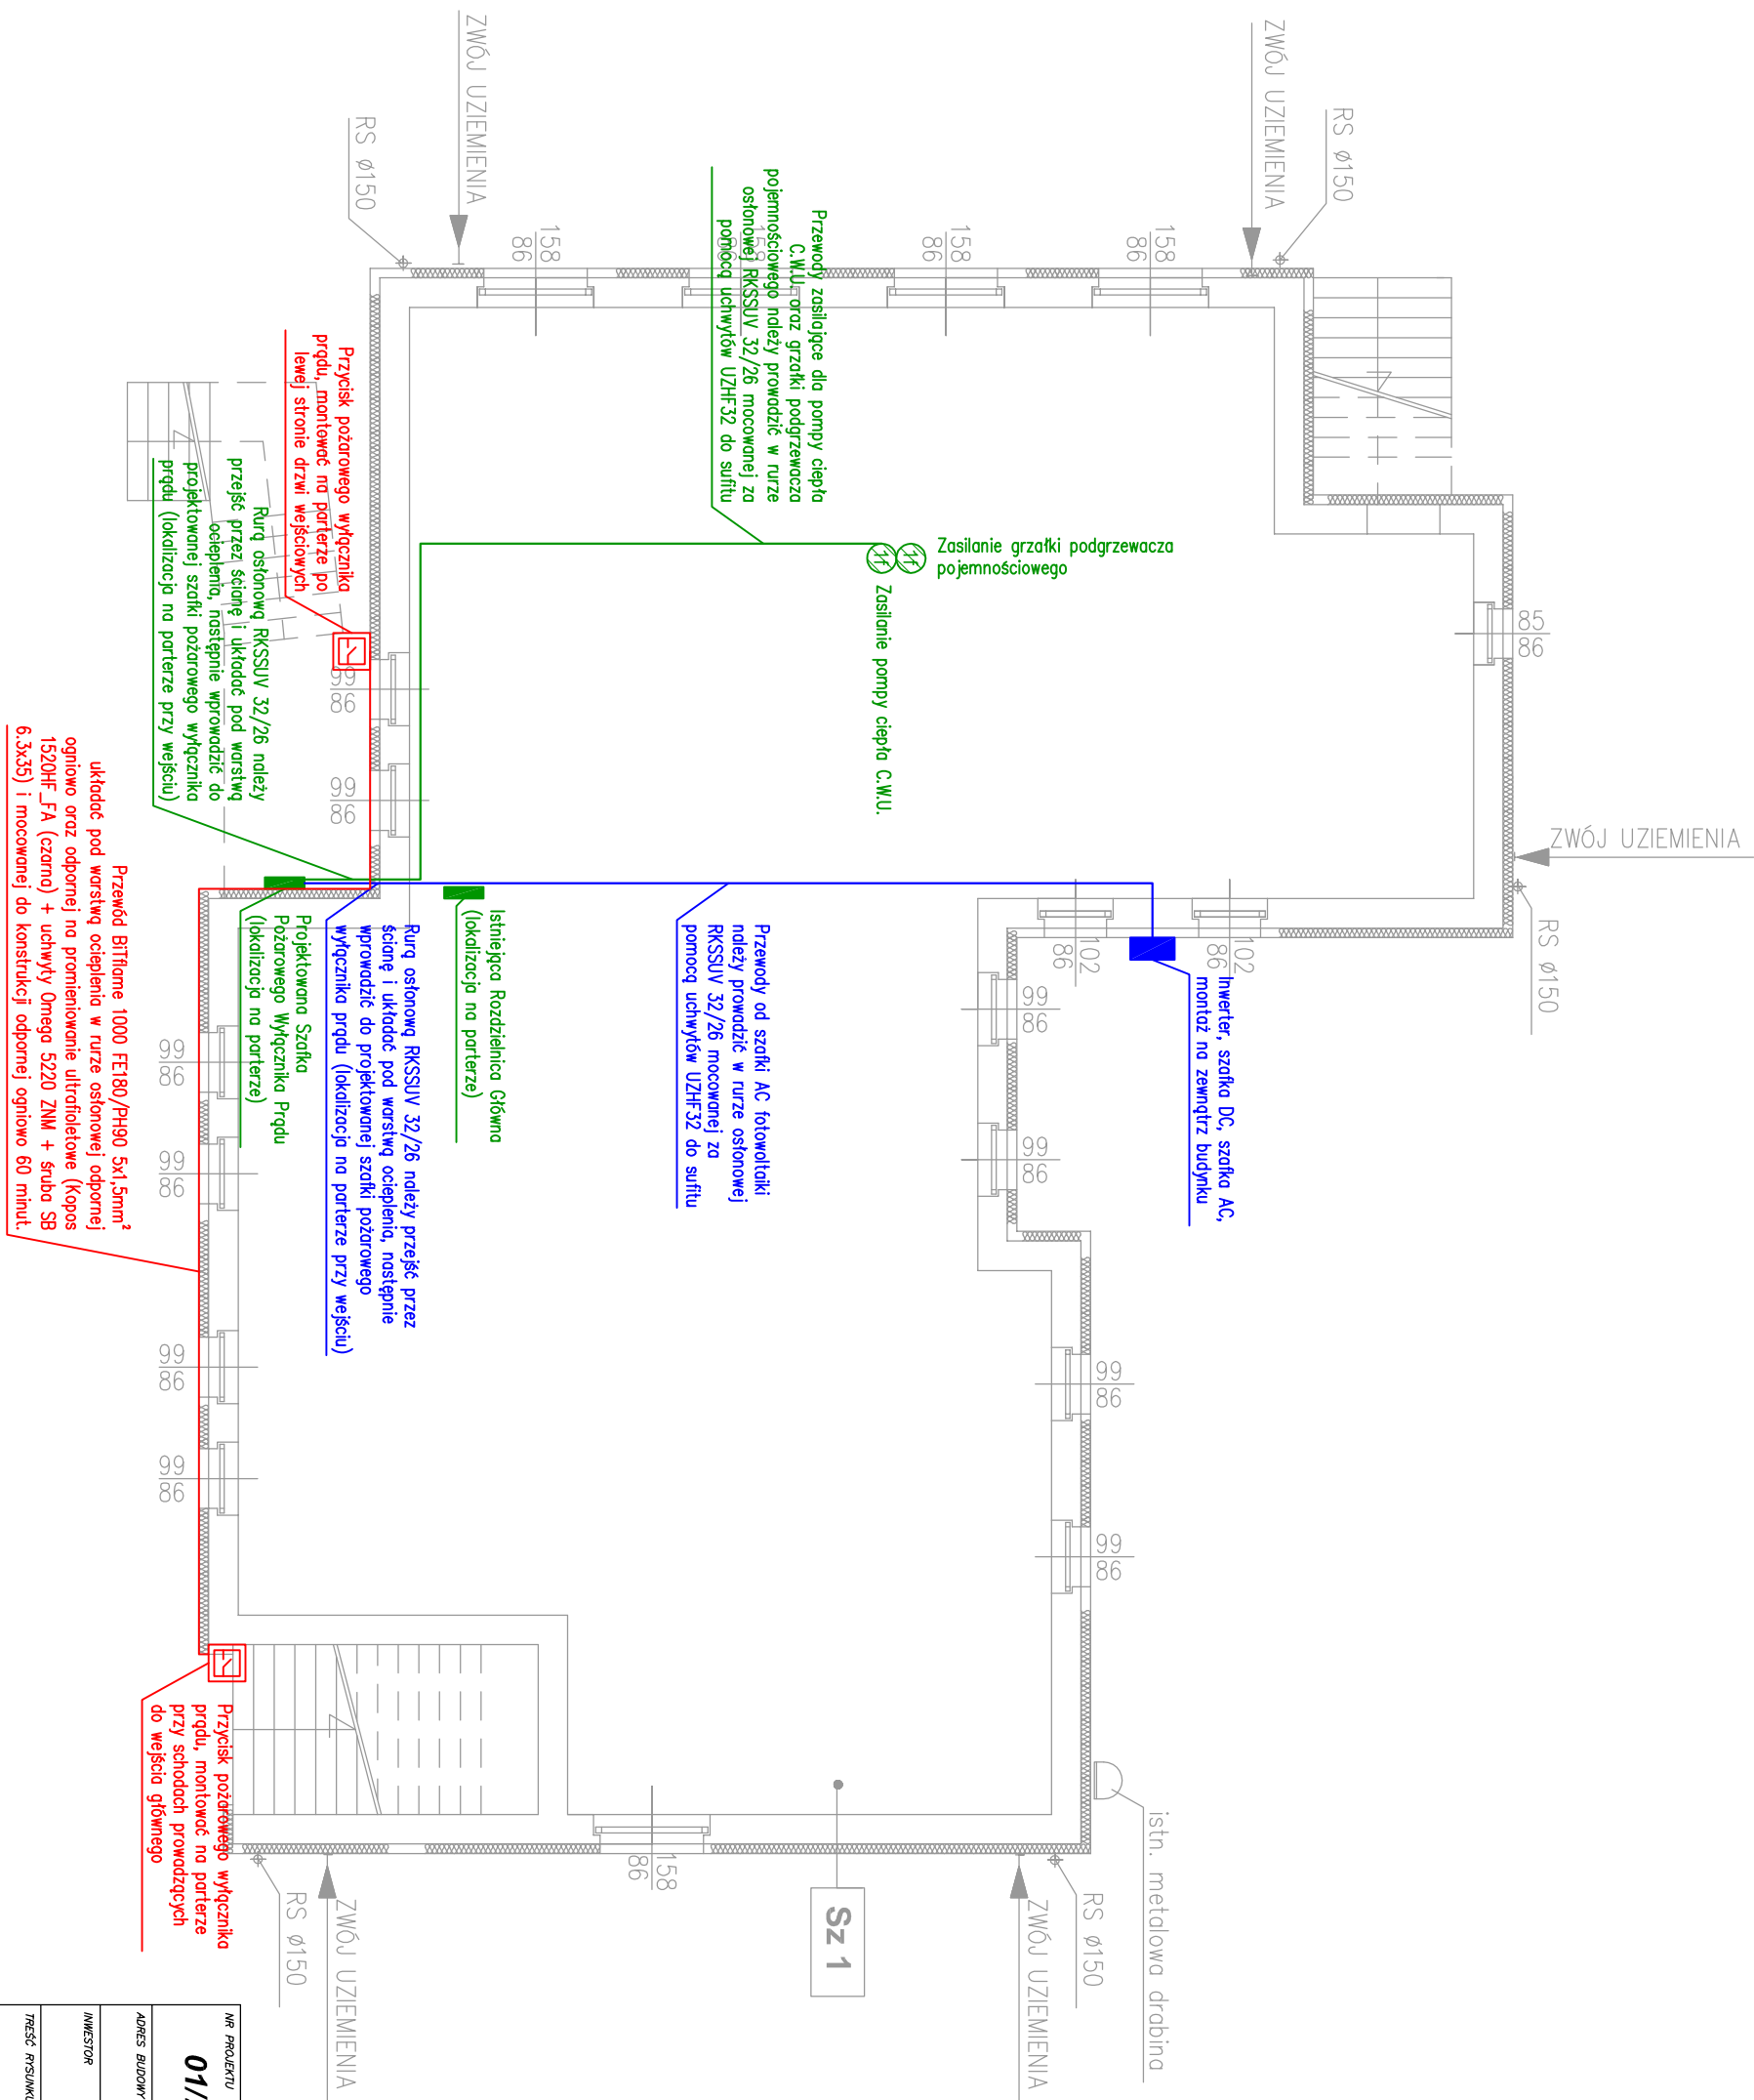 ZWÓJ UZIEMIENIA
RS Ø150
ZWÓJ UZIEMIENIA
RS Ø150
158
86
158
86
158
86
158
86
Przewody zasilające dla pompy ciepła
C.W.U. oraz grzałki podgrzewacza
pojemnościowego należy prowadzić w rurze
osłonowej RKSSUV 32/26 mocowanej za
pomocą uchwytów UZHF32 do sufitu
Zasilanie grzałki podgrzewacza
pojemnościowego
1f
1f
Zasilanie pompy ciepła C.W.U.
85
86
ZWÓJ UZIEMIENIA
RS Ø150
Przycisk pożarowego wyłącznika
prądu, montować na parterze po
lewej stronie drzwi wejściowych
Rurą osłonową RKSSUV 32/26 należy
przejść przez ścianę i układać pod warstwą
ocieplenia, następnie wprowadzić do
projektowanej szafki pożarowego wyłącznika
prądu (lokalizacja na parterze przy wejściu)
99
86
99
86
102
86
102
86
Inwerter, szafka DC, szafka AC,
montaż na zewnątrz budynku
Przewody od szafki AC fotowoltaiki
należy prowadzić w rurze osłonowej
RKSSUV 32/26 mocowanej za
pomocą uchwytów UZHF32 do sufitu
Istniejąca Rozdzielnica Główna
(lokalizacja na parterze)
Rurą osłonową RKSSUV 32/26 należy przejść przez
ścianę i układać pod warstwą ocieplenia, następnie
wprowadzić do projektowanej szafki pożarowego
wyłącznika prądu (lokalizacja na parterze przy wejściu)
Projektowana Szafka
Pożarowego Wyłącznika Prądu
(lokalizacja na parterze)
Przewód BiTflame 1000 FE180/PH90 5x1,5mm²
układać pod warstwą ocieplenia w rurze osłonowej odpornej
ogniowo oraz odpornej na promieniowanie ultrafioletowe (Kopos
1520HF_FA (czarna) + uchwyty Omega 5220 ZNM + śruba SB
6.3x35) i mocowanej do konstrukcji odpornej ogniowo 60 minut.
99
86
99
86
99
86
99
86
99
86
99
86
99
86
99
86
Przycisk pożarowego wyłącznika
prądu, montować na parterze
przy schodach prowadzących
do wejścia głównego
158
86
Sz 1
istn. metalowa drabina
RS Ø150
ZWÓJ UZIEMIENIA
RS Ø150
ZWÓJ UZIEMIENIA
NR PROJEKTU
01/
ADRES BUDOWY
INWESTOR
TREŚĆ RYSUNKU